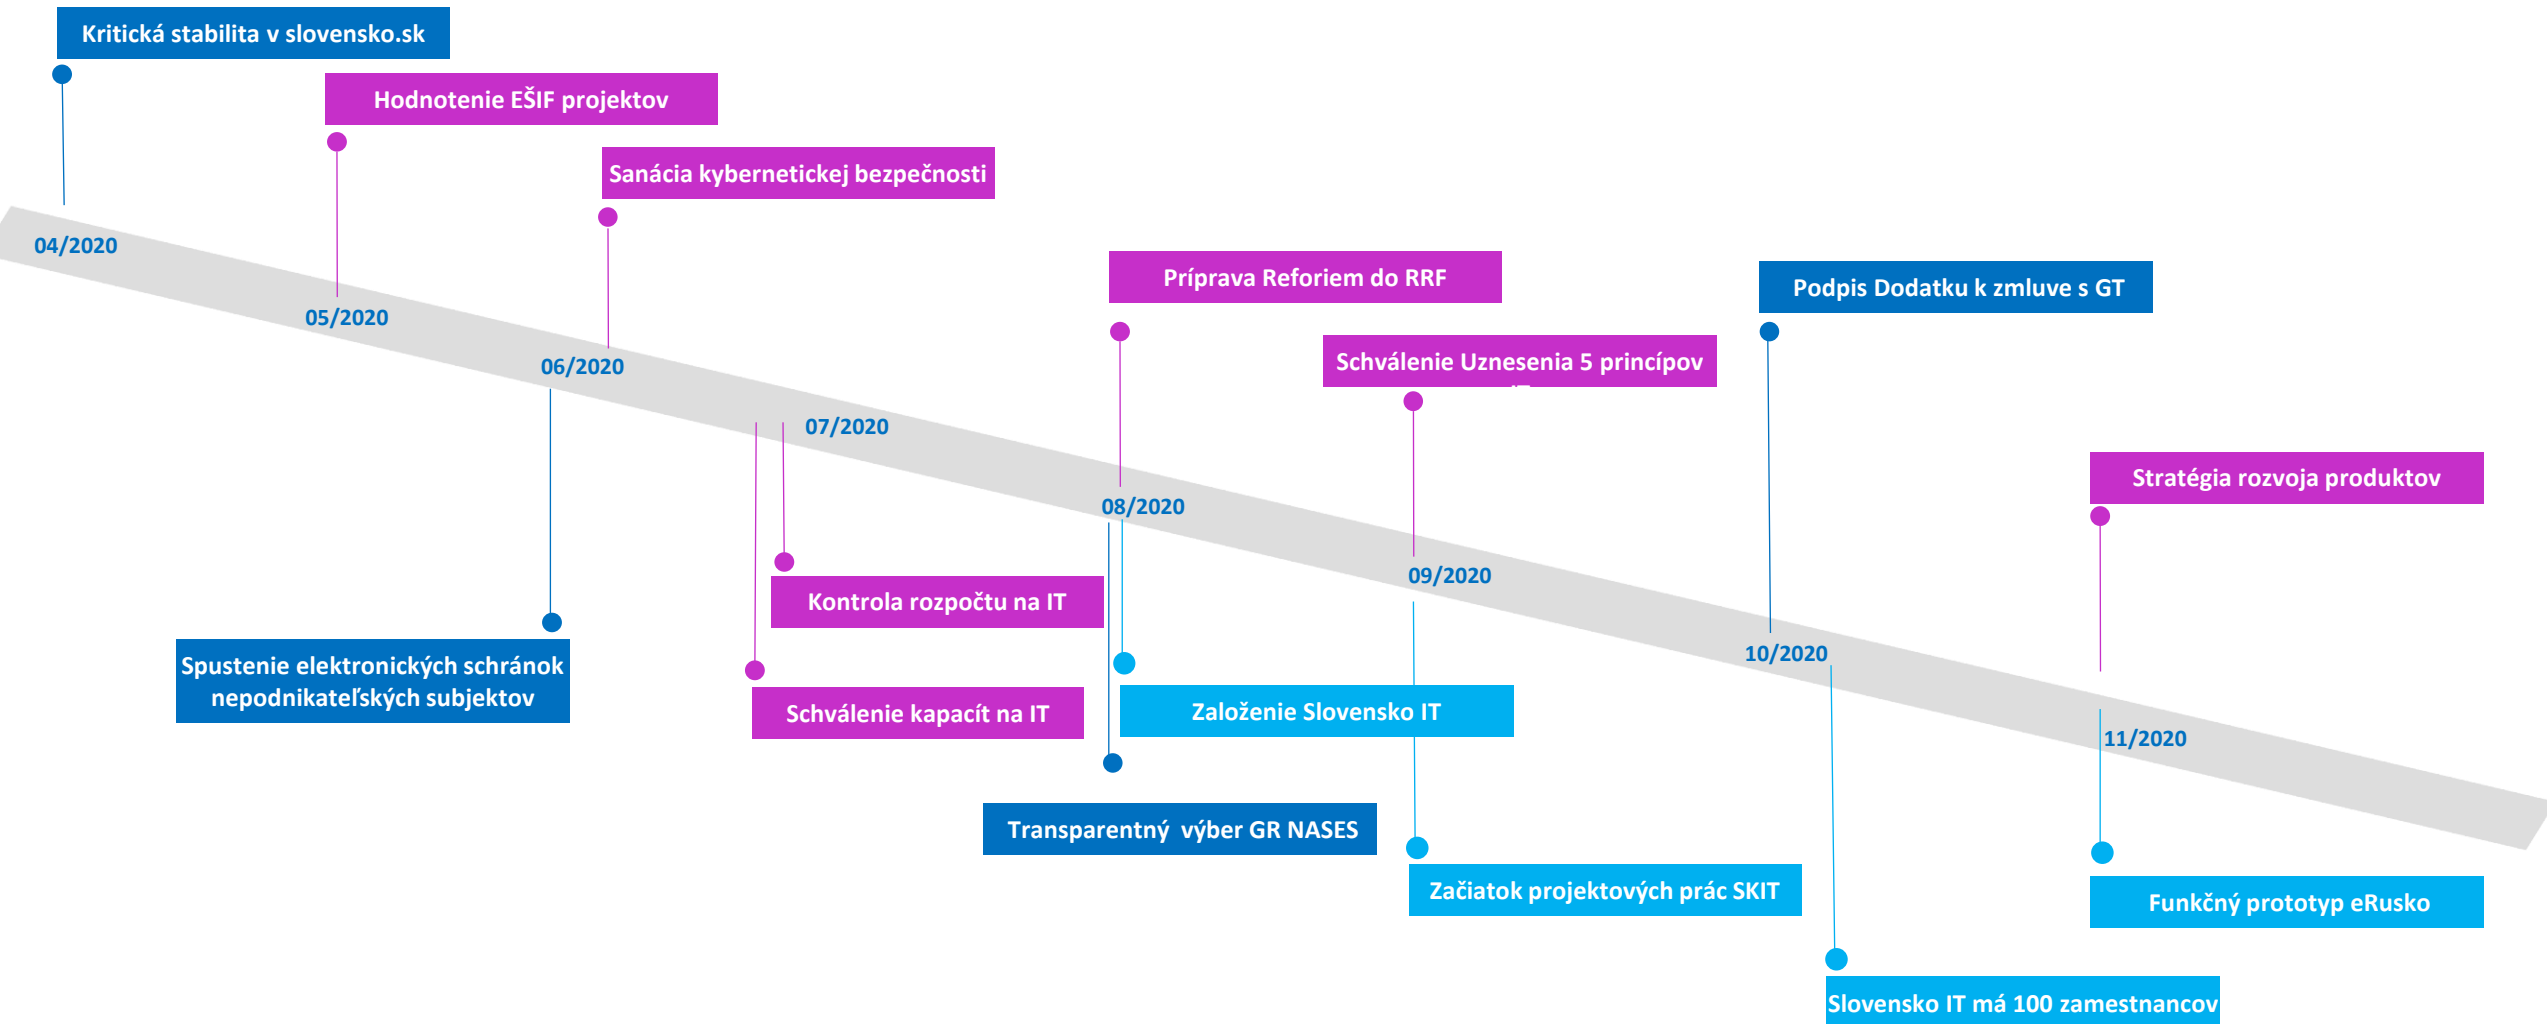 Kritická stabilita v slovensko.sk
Hodnotenie EŠIF projektov
Sanácia kybernetickej bezpečnosti
04/2020
Príprava Reforiem do RRF
Podpis Dodatku k zmluve s GT
05/2020
Schválenie Uznesenia 5 princípov
06/2020
07/2020
Stratégia rozvoja produktov
08/2020
09/2020
Kontrola rozpočtu na IT
10/2020
Spustenie elektronických schránok
nepodnikateľských subjektov
Schválenie kapacít na IT
Založenie Slovensko IT
11/2020
Transparentný  výber GR NASES
Začiatok projektových prác SKIT
Funkčný prototyp eRusko
Slovensko IT má 100 zamestnancov